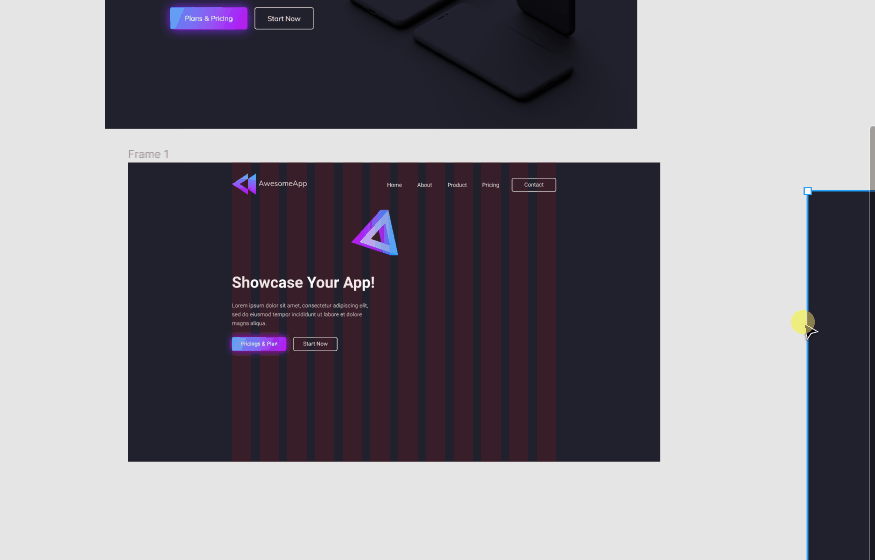 Plans & Pricing
Start Now
Frame 1
AwesomeApp
Home
About
Product
Pricing
Contact
Showcase Your App!
Lorem ipsum dolor sit amet, consectetur adipiscing elit,
sed do eiusmod tempor incididunt ut labore et dolore
magna aliqua.
Pricings & Plan
Start Now